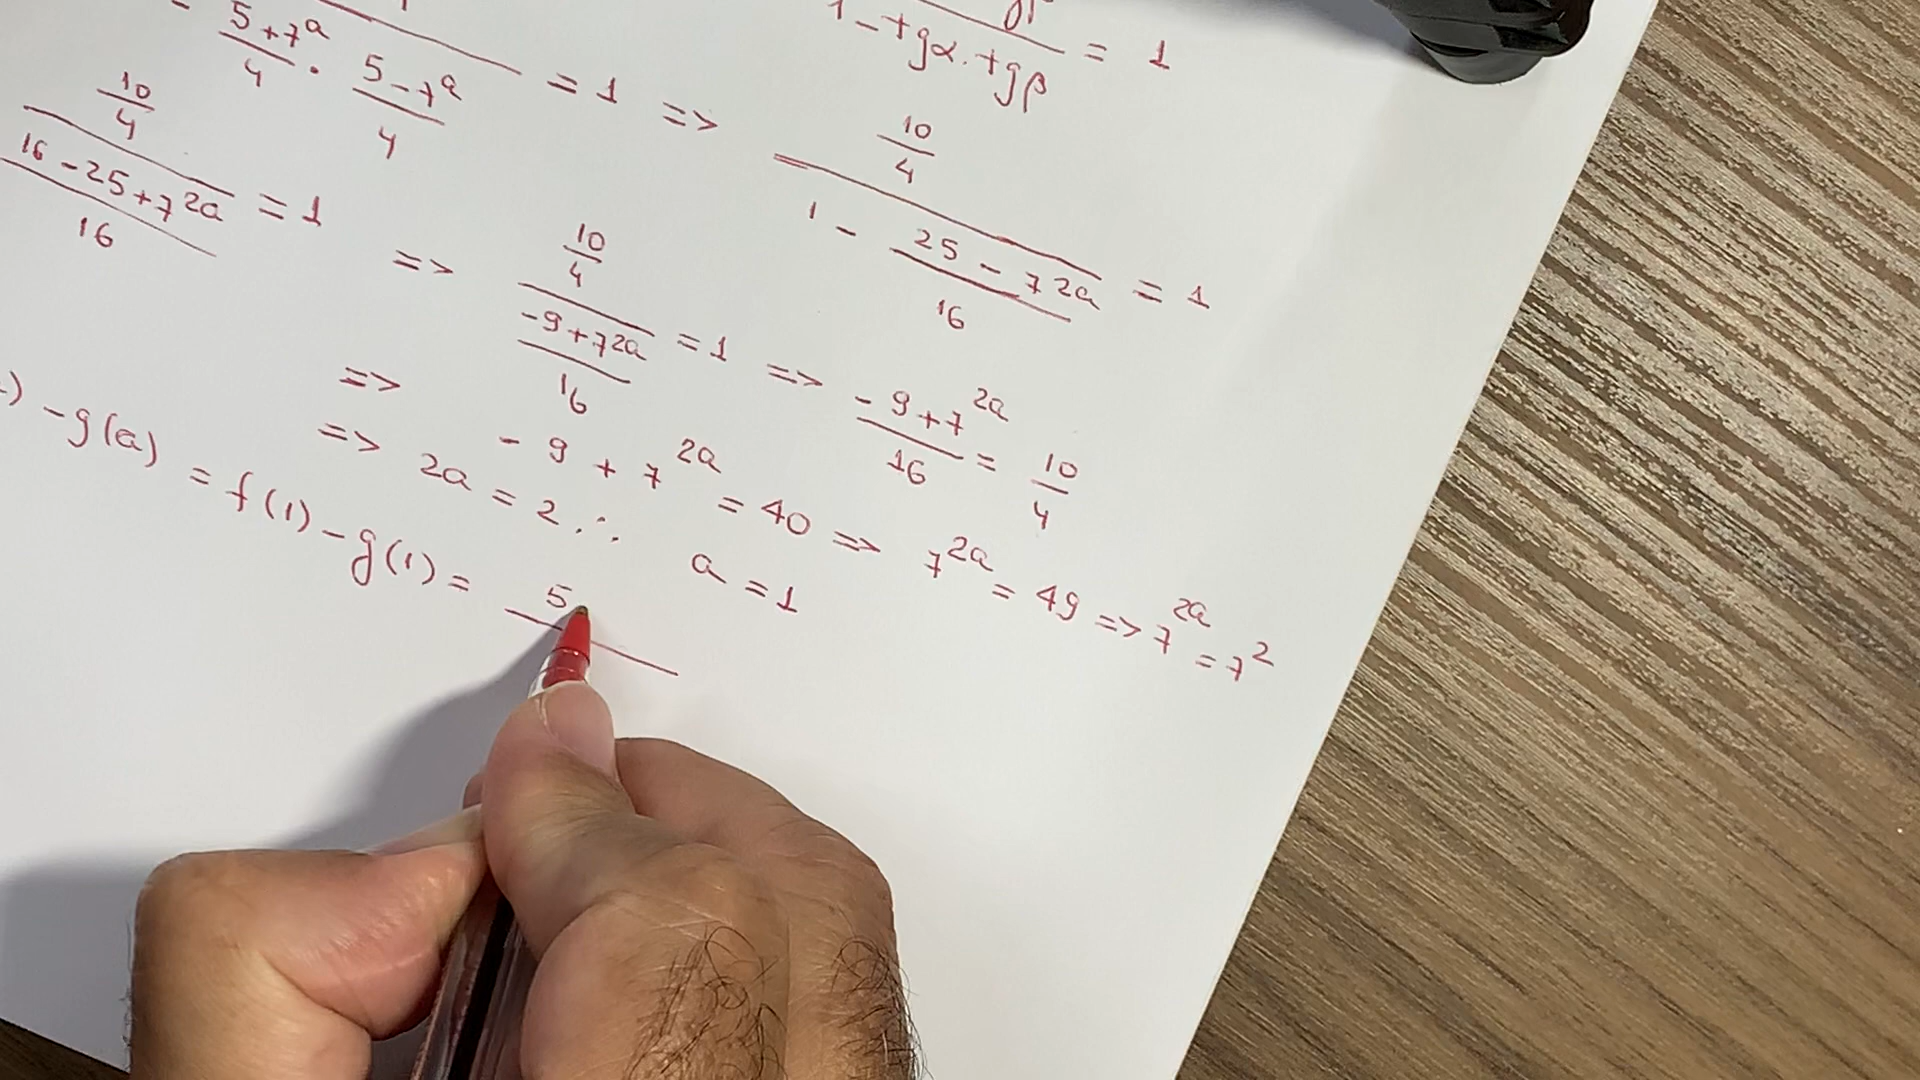 5+7^a/4 · 5-7^a/4 = 1 =>
1-tgα.tgβ = 1
10/4 / 16-25+7^2a/16 = 1
10/4 / 1 - 25-7^2a/16 = 1
=> 10/4 / -9+7^2a/16 = 1 => -9+7^2a/16 = 10/4
=> -9+7^2a = 40 => 7^2a = 49 => 7^2a = 7^2
=> 2a = 2 ∴ a = 1
) -g(a) = f(1)-g(1) = 5